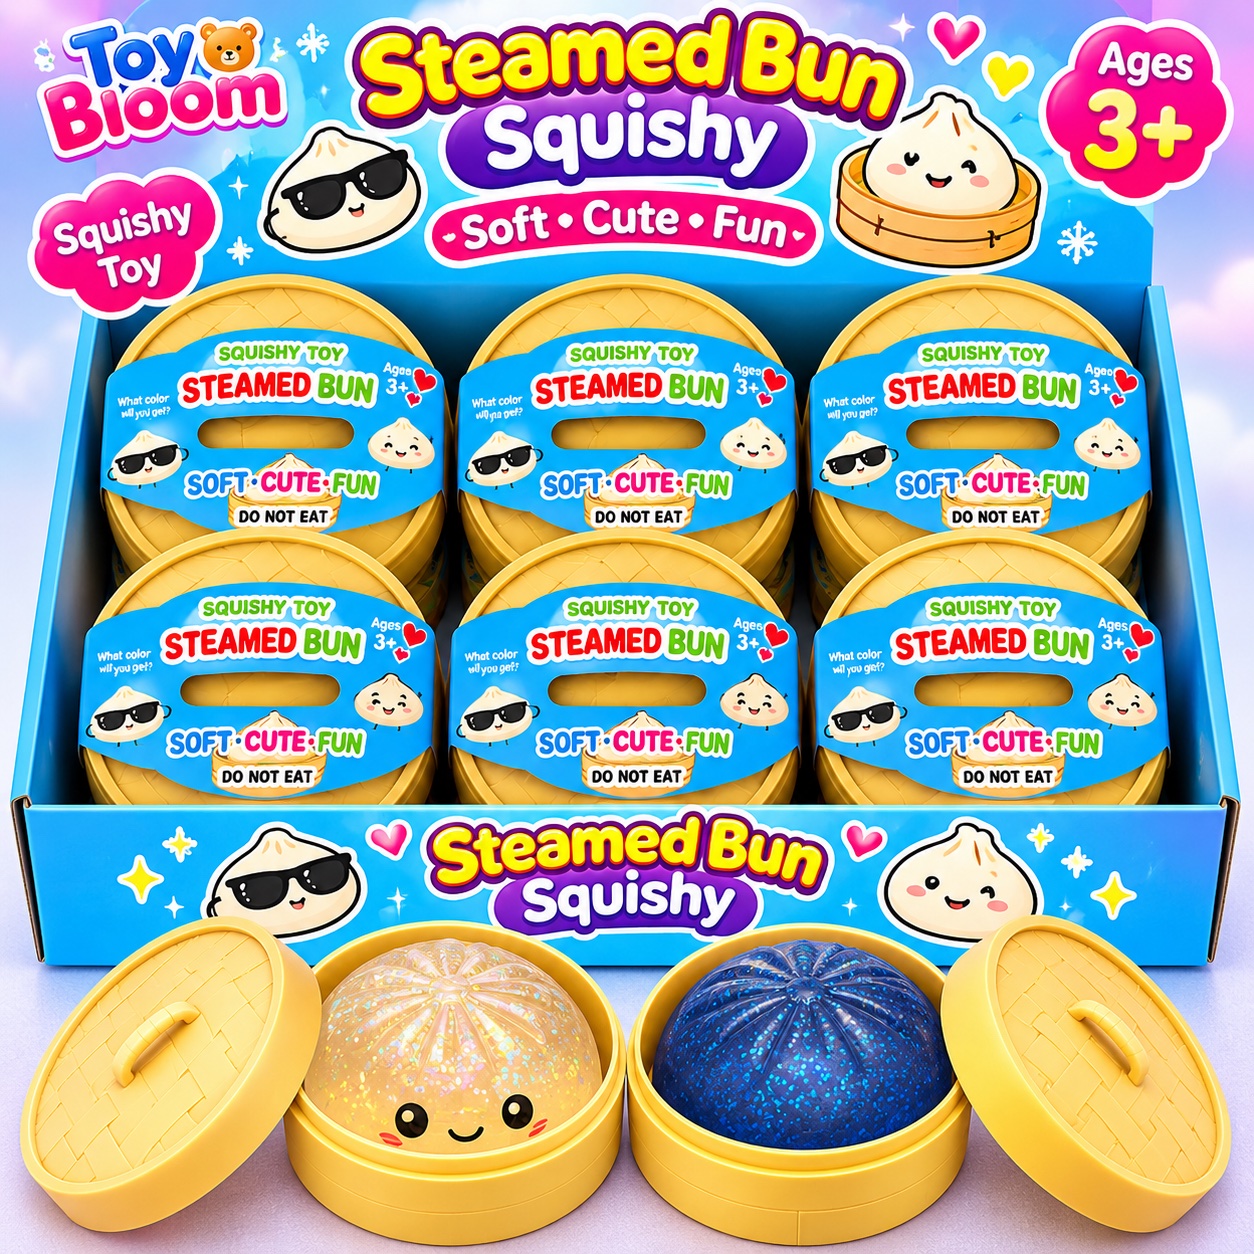 Toy
Bloom
Steamed Bun
Squishy
Soft • Cute • Fun
Ages
3+
Squishy
Toy
SQUISHY TOY
STEAMED BUN
Ages
3+
What color
will you get?
SOFT • CUTE • FUN
DO NOT EAT
SQUISHY TOY
STEAMED BUN
Ages
3+
What color
will you get?
SOFT • CUTE • FUN
DO NOT EAT
SQUISHY TOY
STEAMED BUN
Ages
3+
What color
will you get?
SOFT • CUTE • FUN
DO NOT EAT
SQUISHY TOY
STEAMED BUN
Ages
3+
What color
will you get?
SOFT • CUTE • FUN
DO NOT EAT
SQUISHY TOY
STEAMED BUN
Ages
3+
What color
will you get?
SOFT • CUTE • FUN
DO NOT EAT
SQUISHY TOY
STEAMED BUN
Ages
3+
What color
will you get?
SOFT • CUTE • FUN
DO NOT EAT
Steamed Bun
Squishy